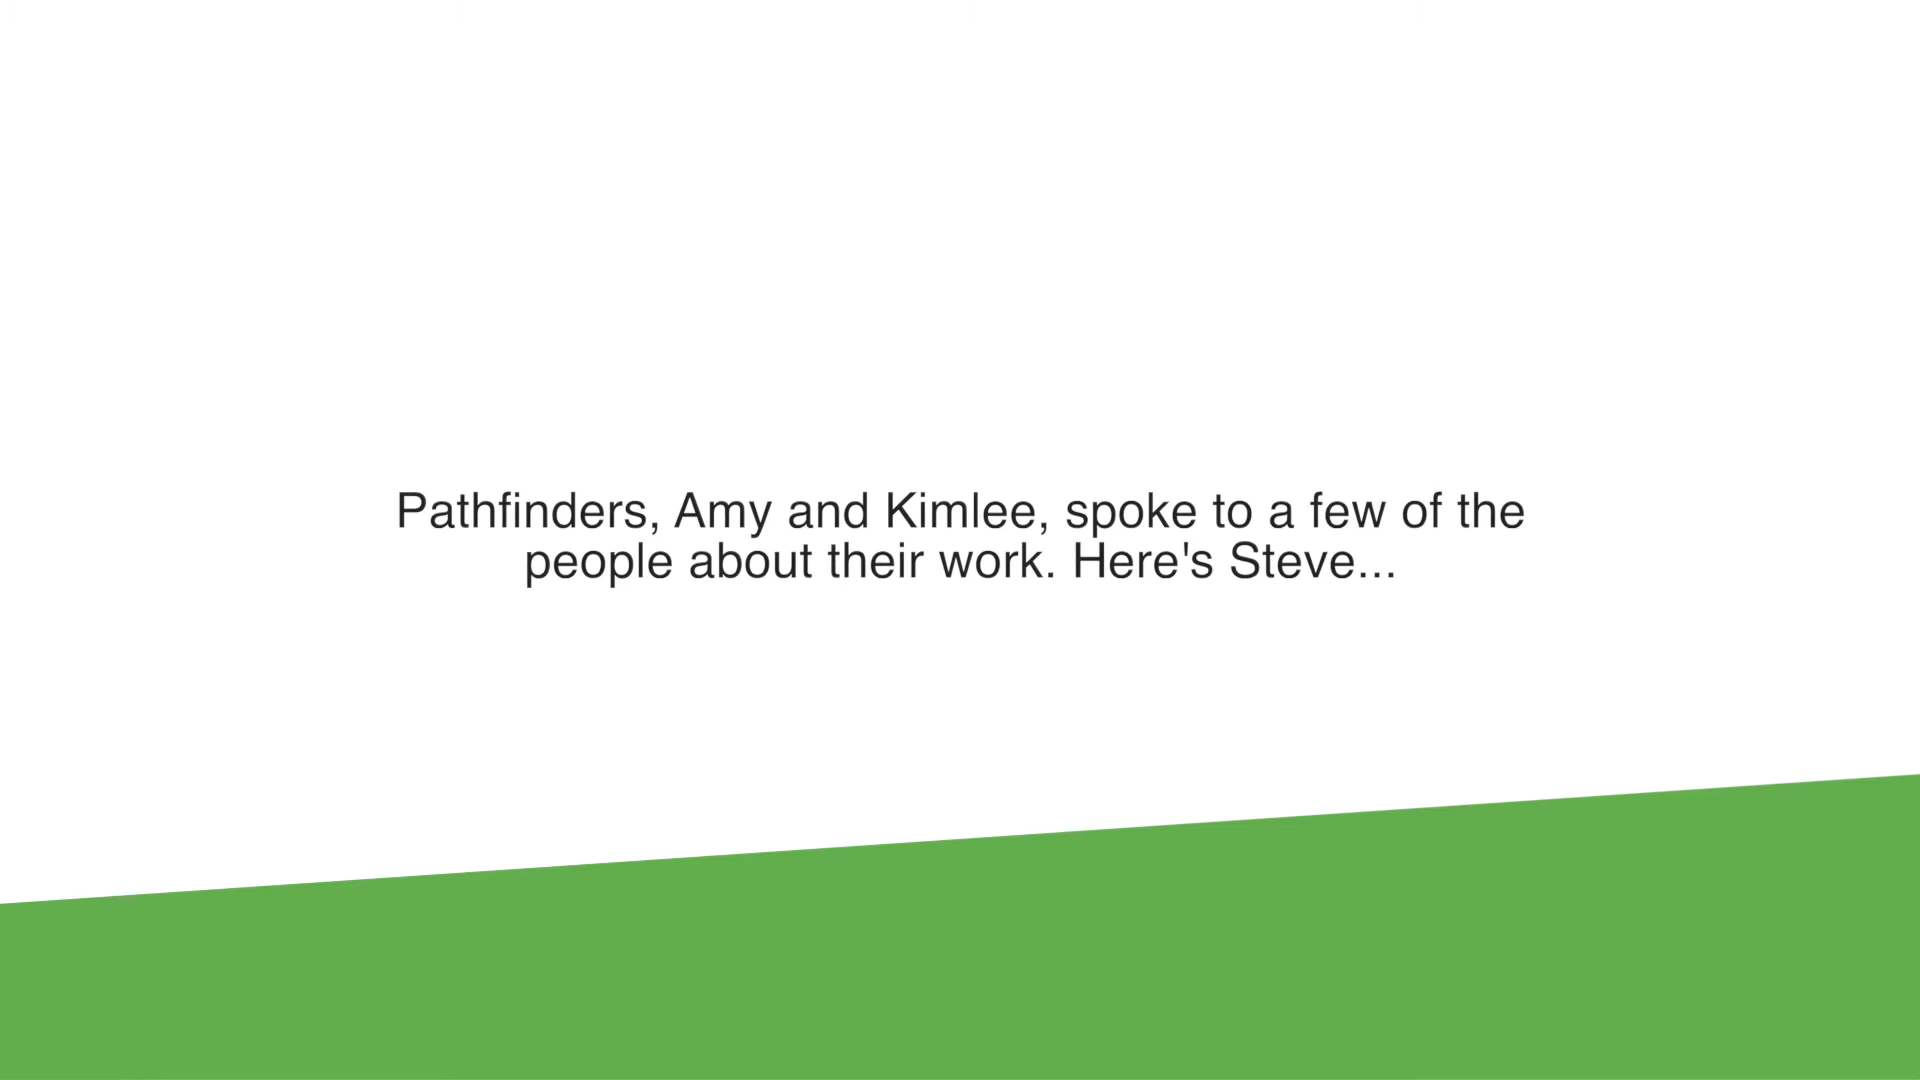 Pathfinders, Amy and Kimlee, spoke to a few of the
people about their work. Here's Steve...